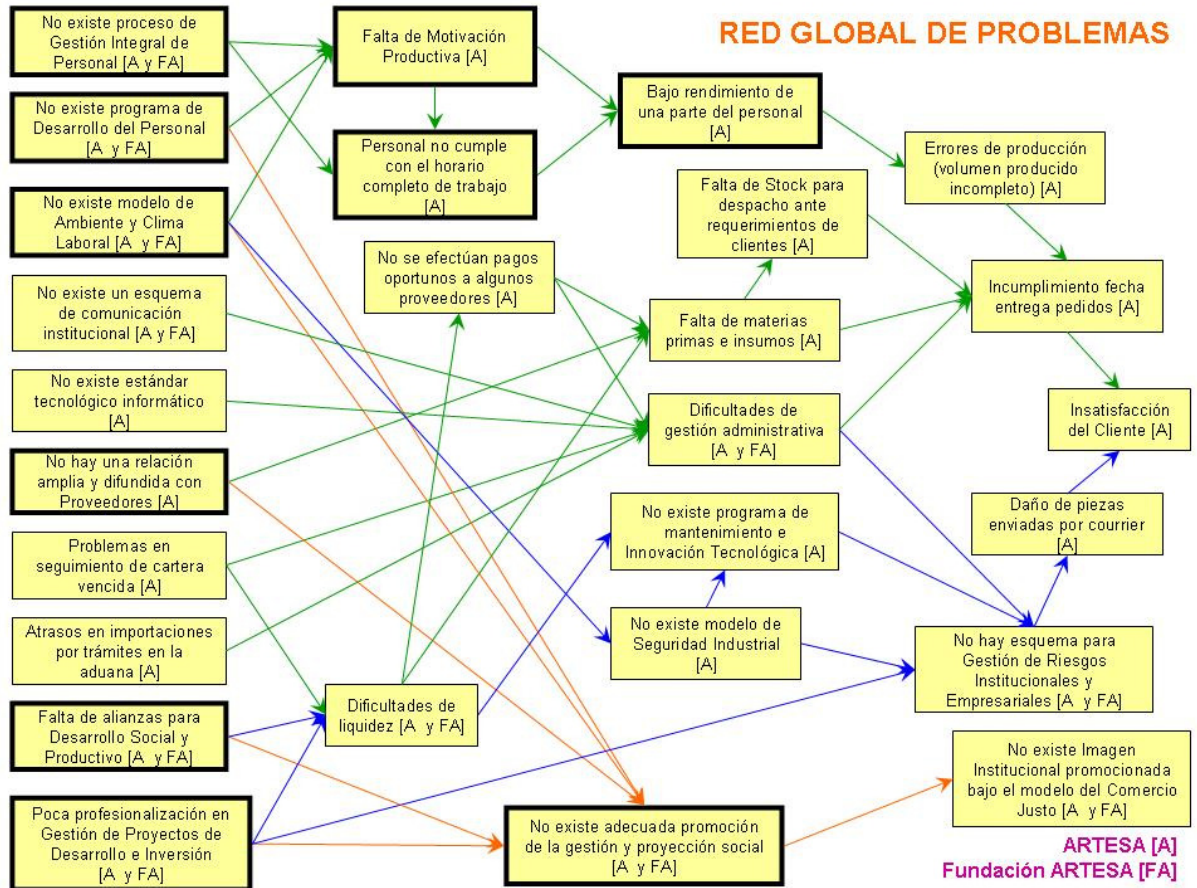 RED GLOBAL DE PROBLEMAS
No existe proceso de
Gestión Integral de
Personal [A y FA]
No existe programa de
Desarrollo del Personal
[A y FA]
No existe modelo de
Ambiente y Clima
Laboral [A y FA]
No existe un esquema
de comunicación
institucional [A y FA]
No existe estándar
tecnológico informático
[A]
No hay una relación
amplia y difundida con
Proveedores [A]
Problemas en
seguimiento de cartera
vencida [A]
Atrasos en importaciones
por trámites en la
aduana [A]
Falta de alianzas para
Desarrollo Social y
Productivo [A y FA]
Poca profesionalización en
Gestión de Proyectos de
Desarrollo e Inversión
[A y FA]
Falta de Motivación
Productiva [A]
Personal no cumple
con el horario
completo de trabajo
[A]
No se efectúan pagos
oportunos a algunos
proveedores [A]
Dificultades de
liquidez [A y FA]
Bajo rendimiento de
una parte del personal
[A]
Falta de Stock para
despacho ante
requerimientos de
clientes [A]
Falta de materias
primas e insumos [A]
Dificultades de
gestión administrativa
[A y FA]
No existe programa de
mantenimiento e
Innovación Tecnológica [A]
No existe modelo de
Seguridad Industrial
[A]
No existe adecuada promoción
de la gestión y proyección social
[A y FA]
Errores de producción
(volumen producido
incompleto) [A]
Incumplimiento fecha
entrega pedidos [A]
Insatisfacción
del Cliente [A]
Daño de piezas
enviadas por courrier
[A]
No hay esquema para
Gestión de Riesgos
Institucionales y
Empresariales [A y FA]
No existe Imagen
Institucional promocionada
bajo el modelo del Comercio
Justo [A y FA]
ARTESA [A]
Fundación ARTESA [FA]